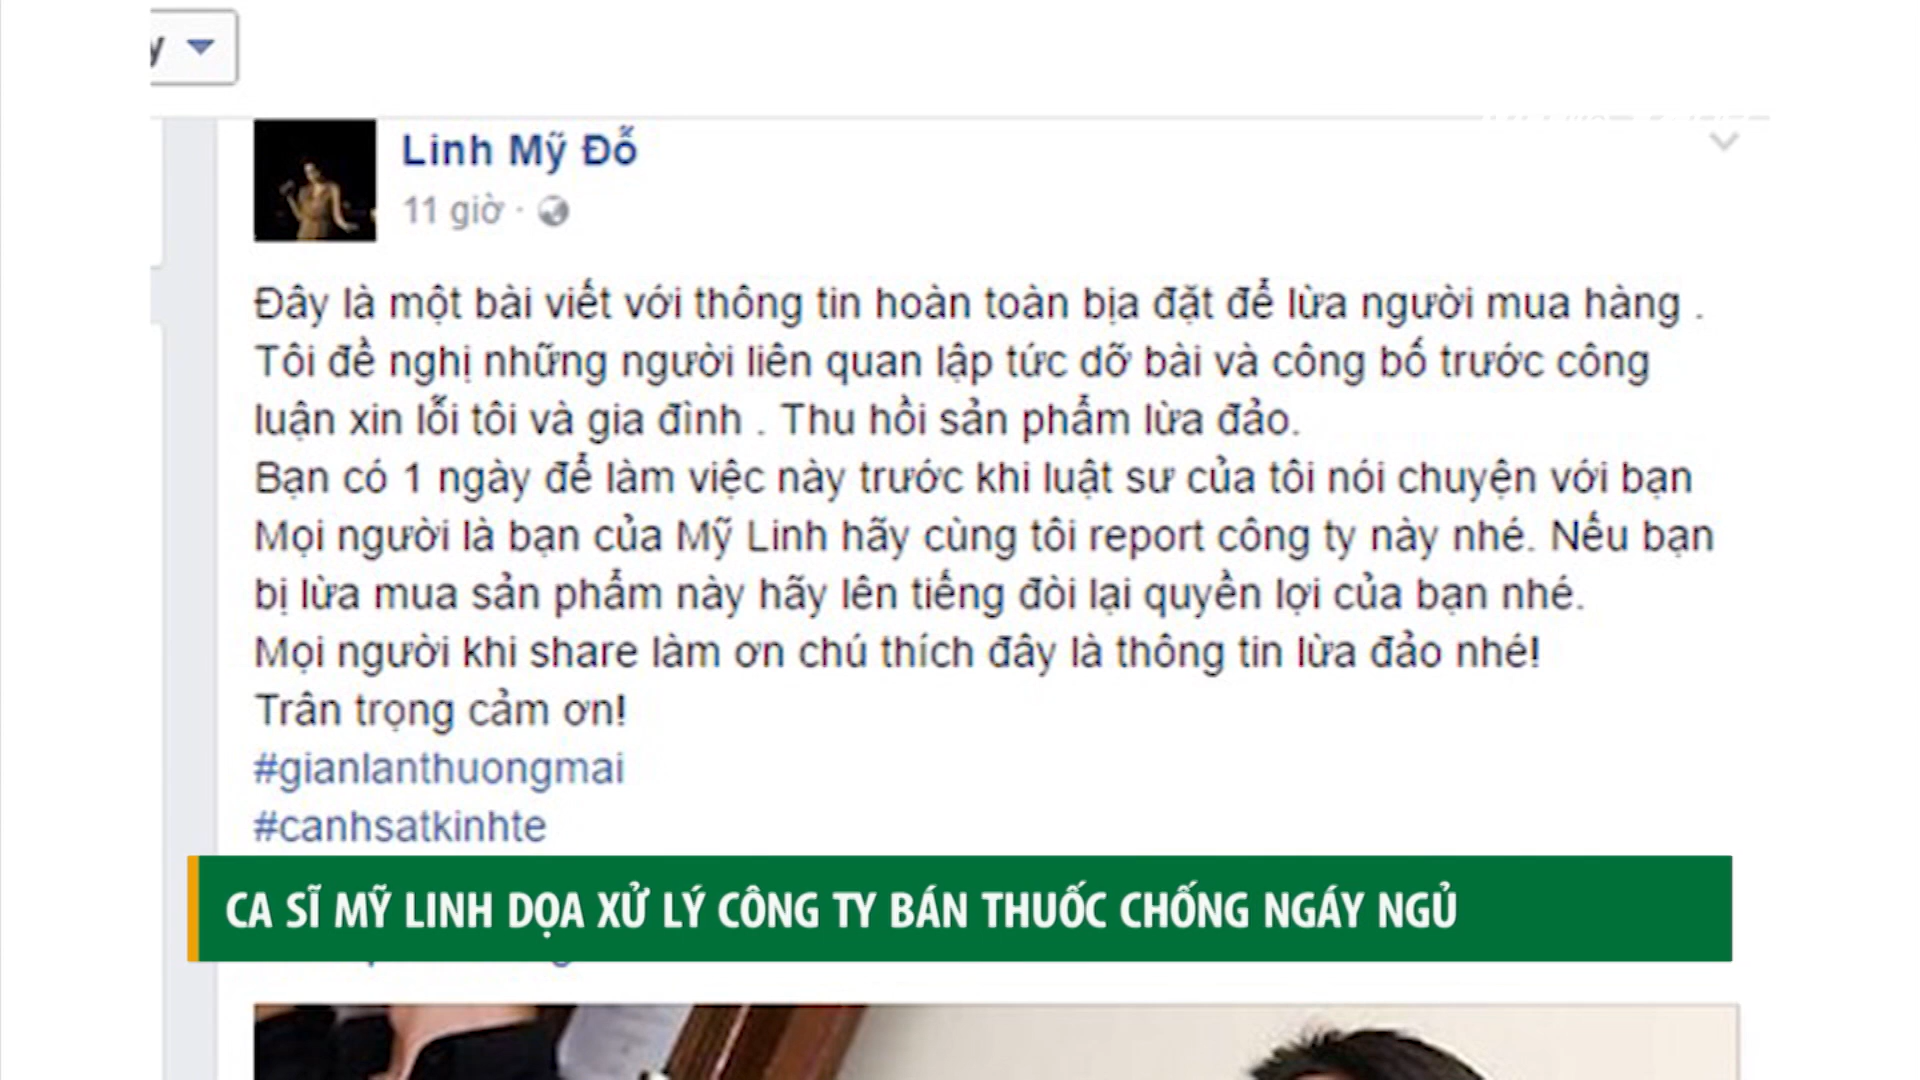 Linh Mỹ Đỗ
11 giờ ·
Đây là một bài viết với thông tin hoàn toàn bịa đặt để lừa người mua hàng .
Tôi đề nghị những người liên quan lập tức dỡ bài và công bố trước công
luận xin lỗi tôi và gia đình . Thu hồi sản phẩm lừa đảo.
Bạn có 1 ngày để làm việc này trước khi luật sư của tôi nói chuyện với bạn
Mọi người là bạn của Mỹ Linh hãy cùng tôi report công ty này nhé. Nếu bạn
bị lừa mua sản phẩm này hãy lên tiếng đòi lại quyền lợi của bạn nhé.
Mọi người khi share làm ơn chú thích đây là thông tin lừa đảo nhé!
Trân trọng cảm ơn!
#gianlanthuongmai
#canhsatkinhte
CA SĨ MỸ LINH DỌA XỬ LÝ CÔNG TY BÁN THUỐC CHỐNG NGÁY NGỦ